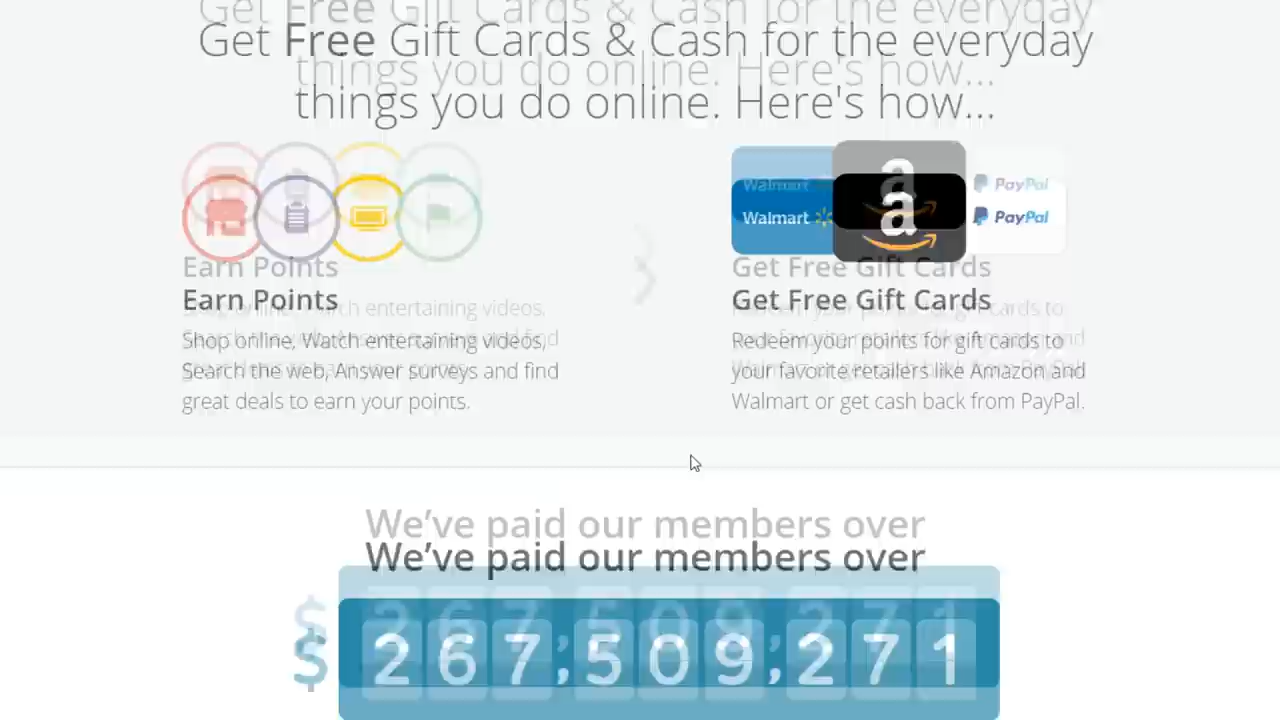 Get Free Gift Cards & Cash for the everyday
things you do online. Here's how...
Walmart
a
PayPal
Earn Points
Get Free Gift Cards
Shop online, Watch entertaining videos,
Search the web, Answer surveys and find
great deals to earn your points.
Redeem your points for gift cards to
your favorite retailers like Amazon and
Walmart or get cash back from PayPal.
We've paid our members over
$ 267,509,271